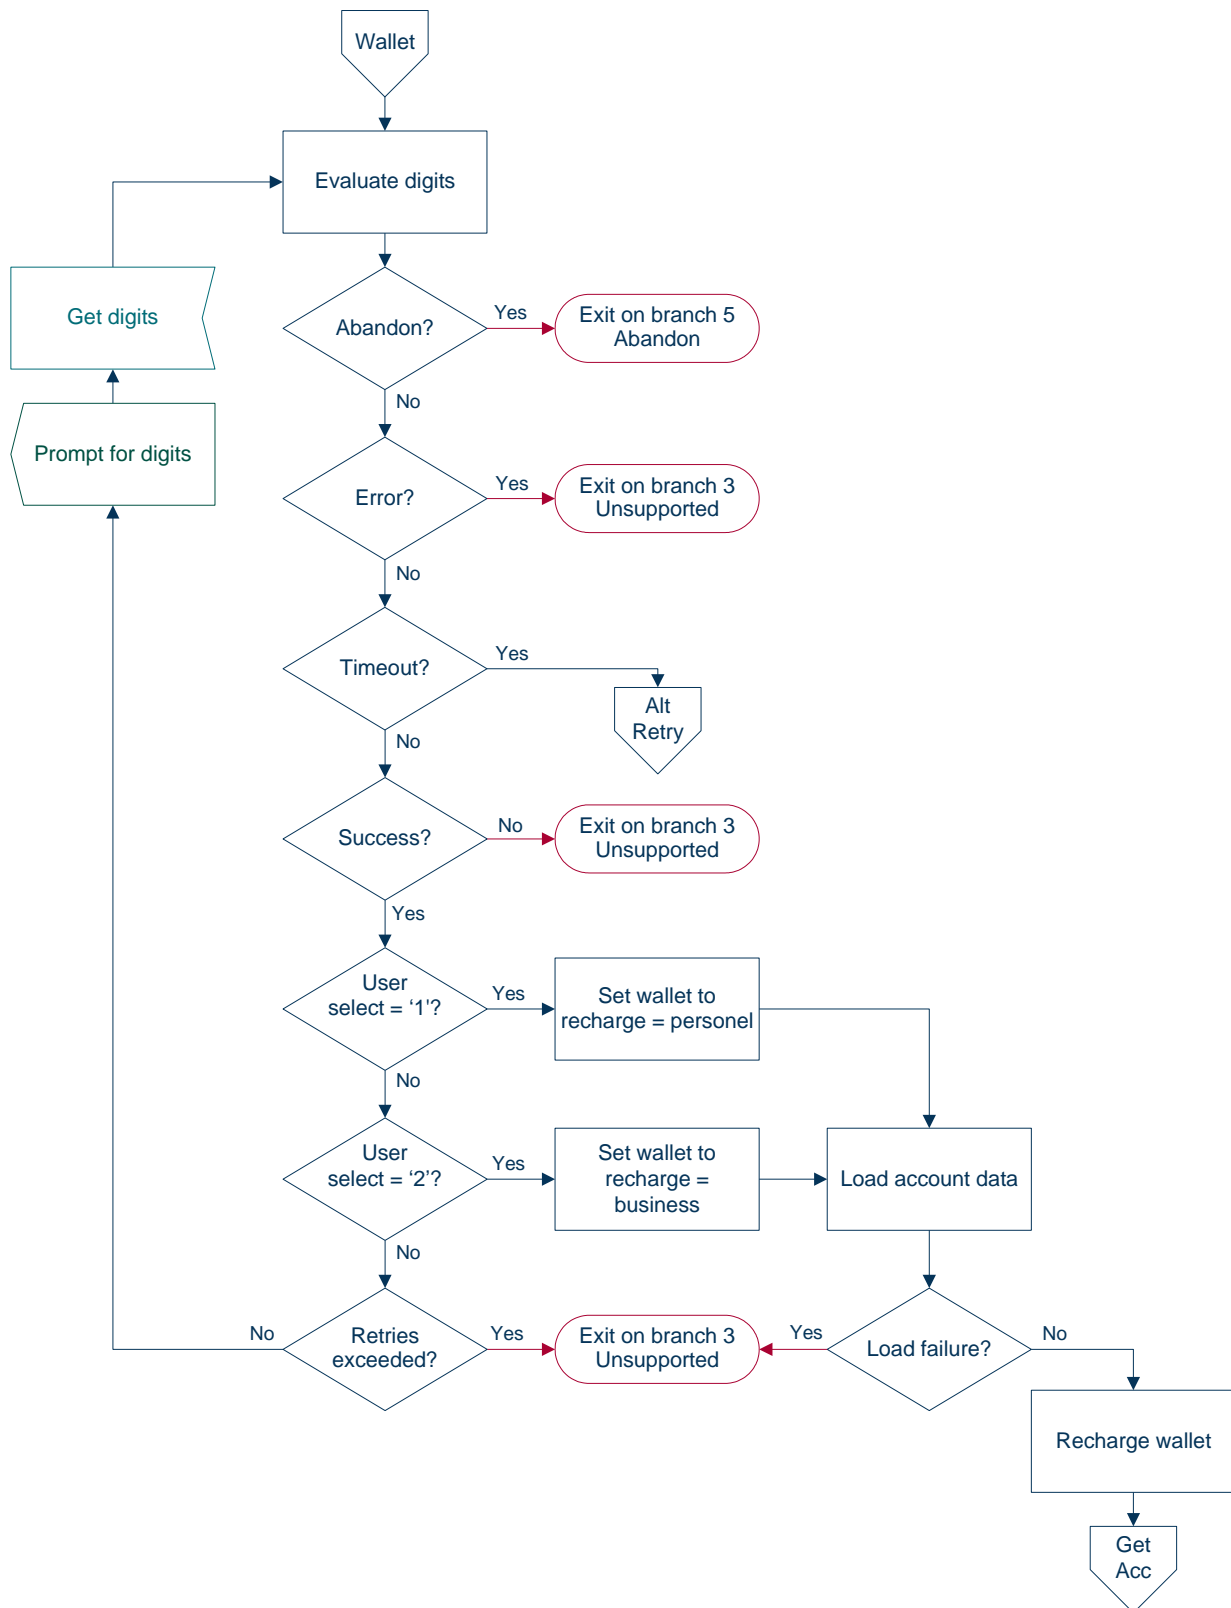 Wallet
Evaluate digits
Get digits
Abandon?
Yes
Exit on branch 5
Abandon
No
Prompt for digits
Error?
Yes
Exit on branch 3
Unsupported
No
Timeout?
Yes
Alt
Retry
No
Success?
No
Exit on branch 3
Unsupported
Yes
User
select = ‘1’?
Yes
Set wallet to
recharge = personel
No
User
select = ‘2’?
Yes
Set wallet to
recharge =
business
Load account data
No
No
Retries
exceeded?
Yes
Exit on branch 3
Unsupported
Yes
Load failure?
No
Recharge wallet
Get
Acc